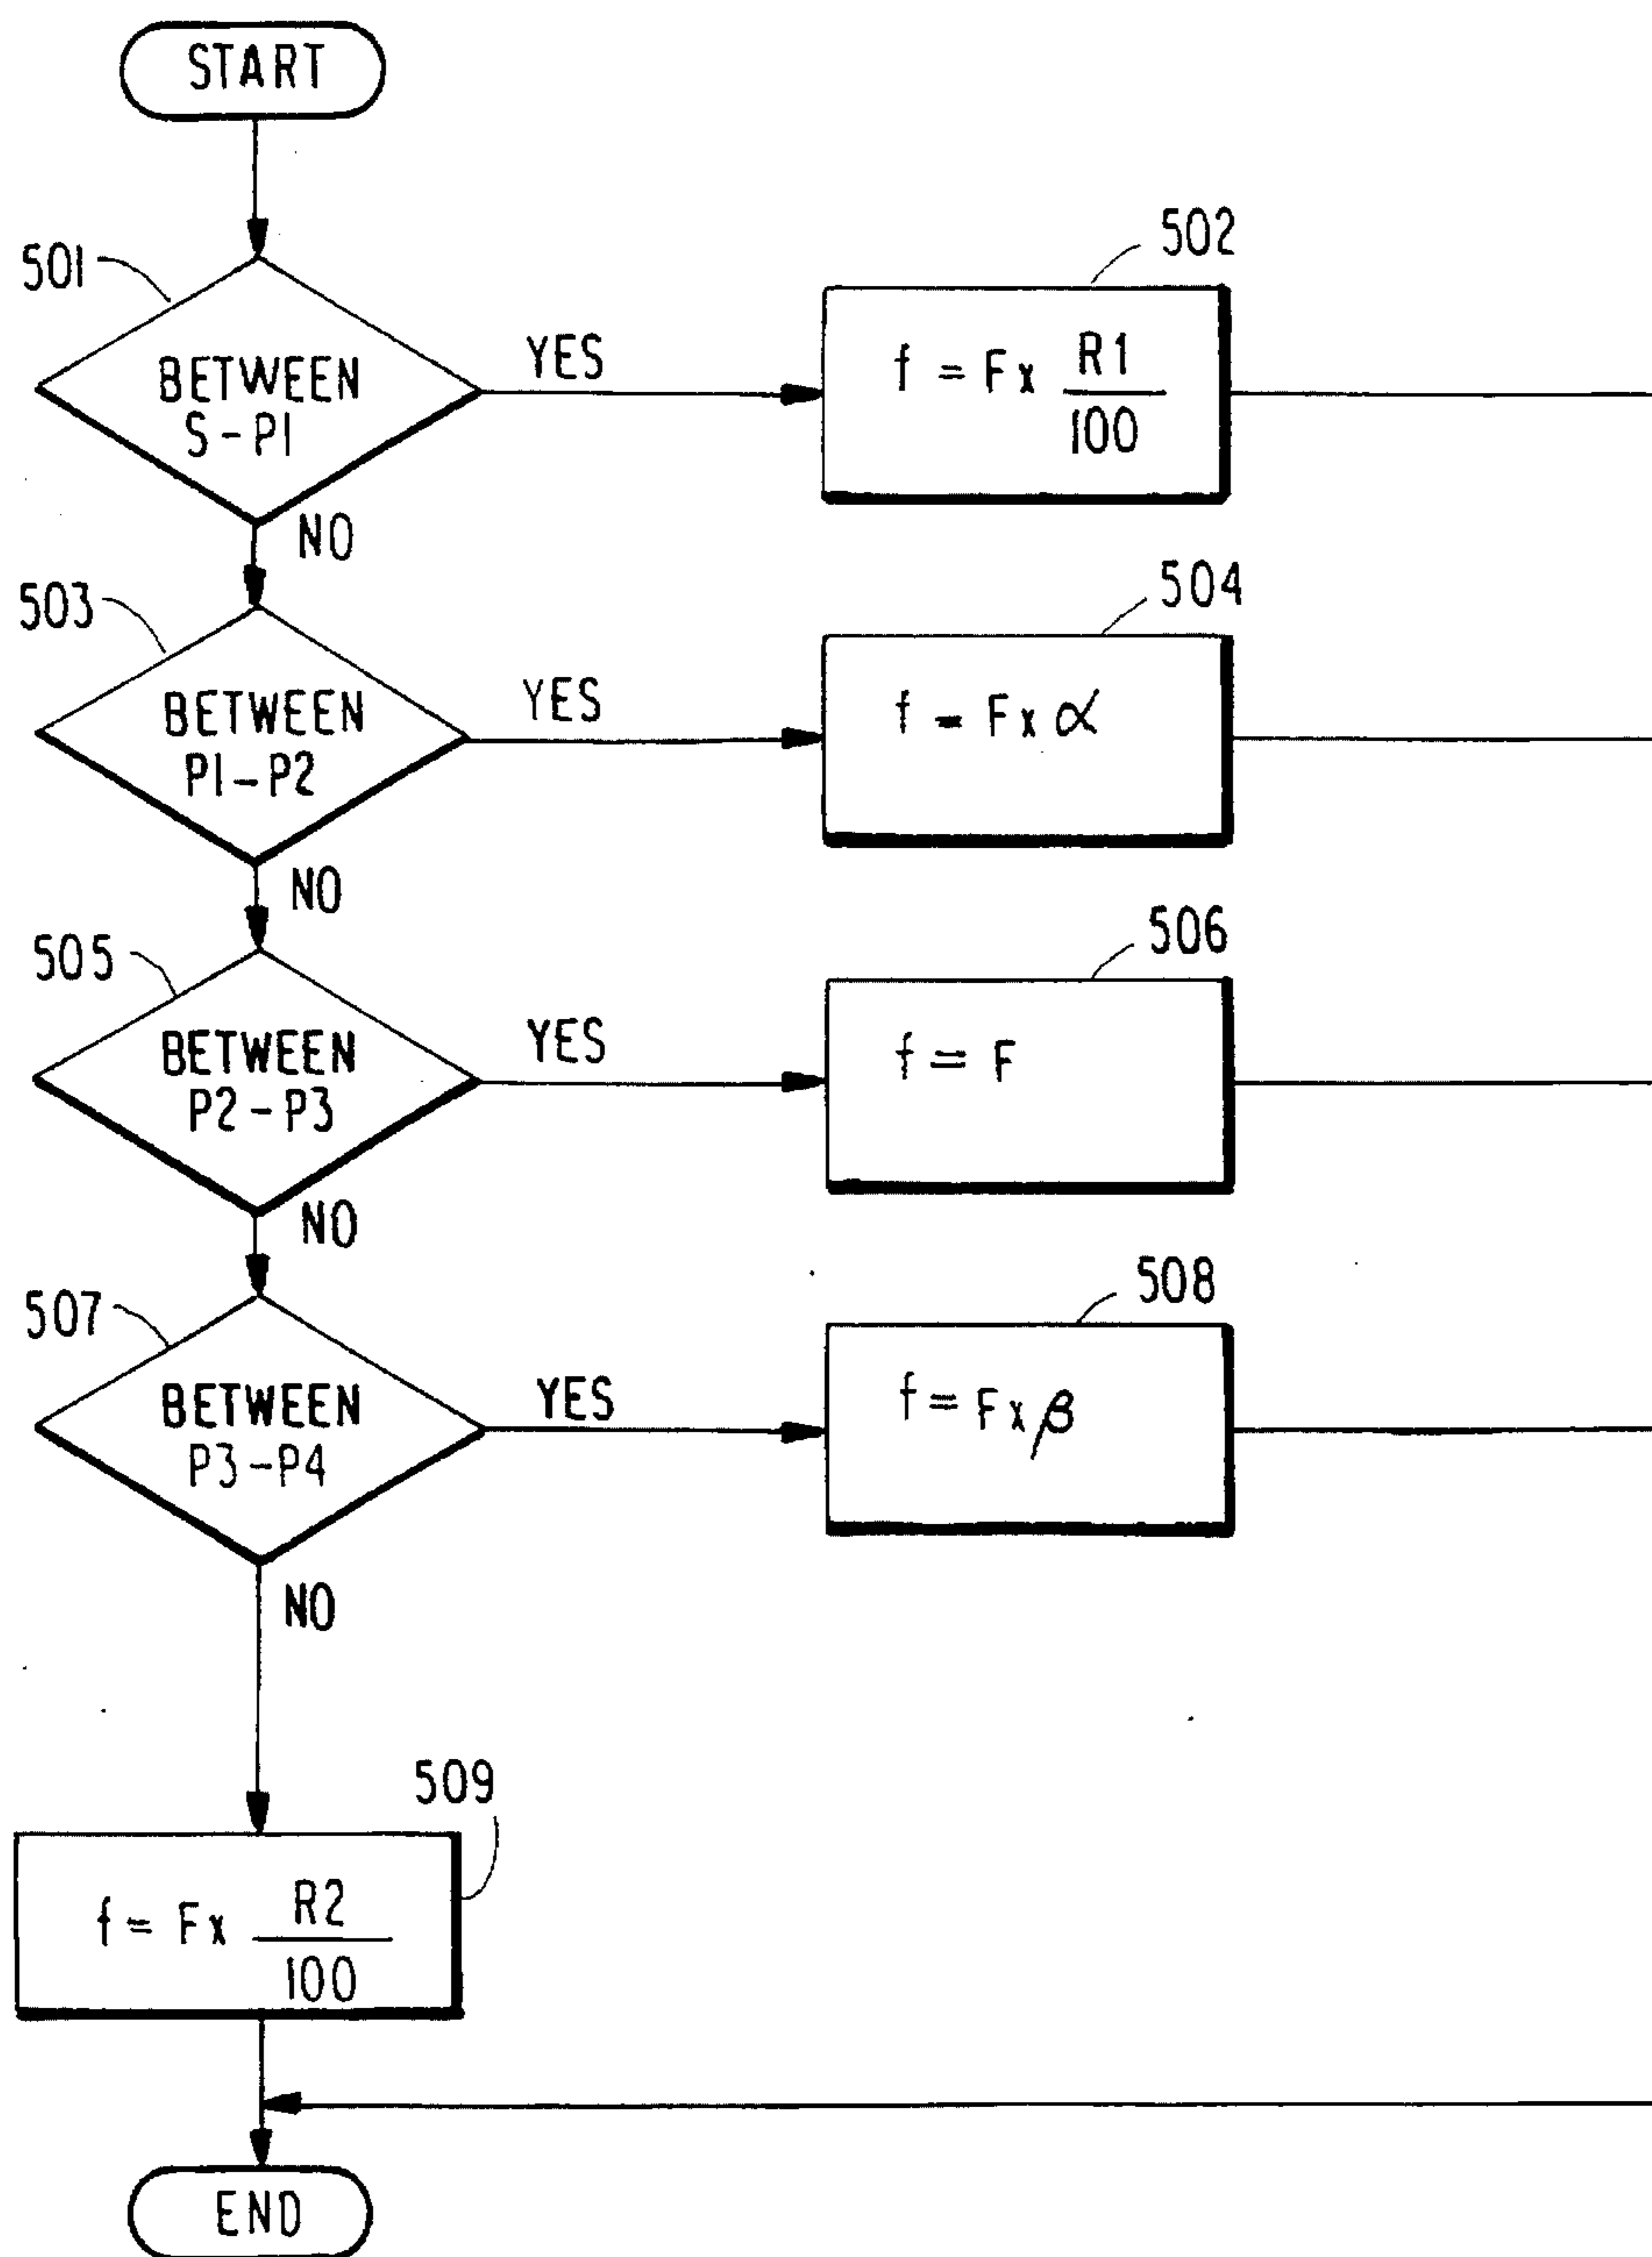 START
501
BETWEEN
S-P1
YES
502
f = F x R1
100
NO
503
BETWEEN
P1-P2
YES
504
f = F x α
NO
505
BETWEEN
P2-P3
YES
506
f = F
NO
507
BETWEEN
P3-P4
YES
508
f = F x β
NO
509
f = F x R2
100
END